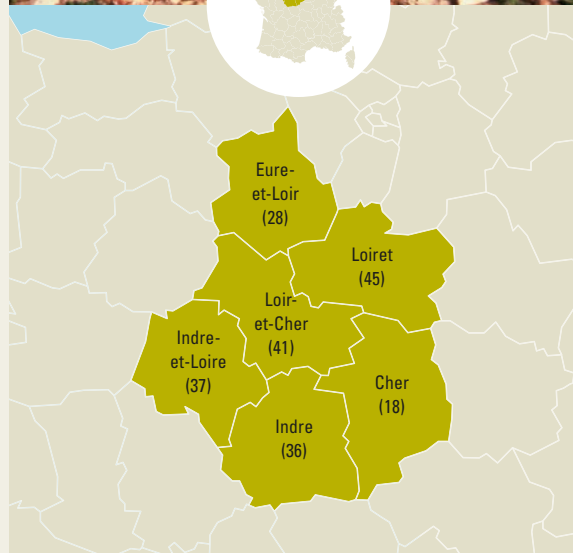 Eure-
et-Loir
(28)
Loiret
(45)
Loir-
et-Cher
(41)
Indre-
et-Loire
(37)
Cher
(18)
Indre
(36)